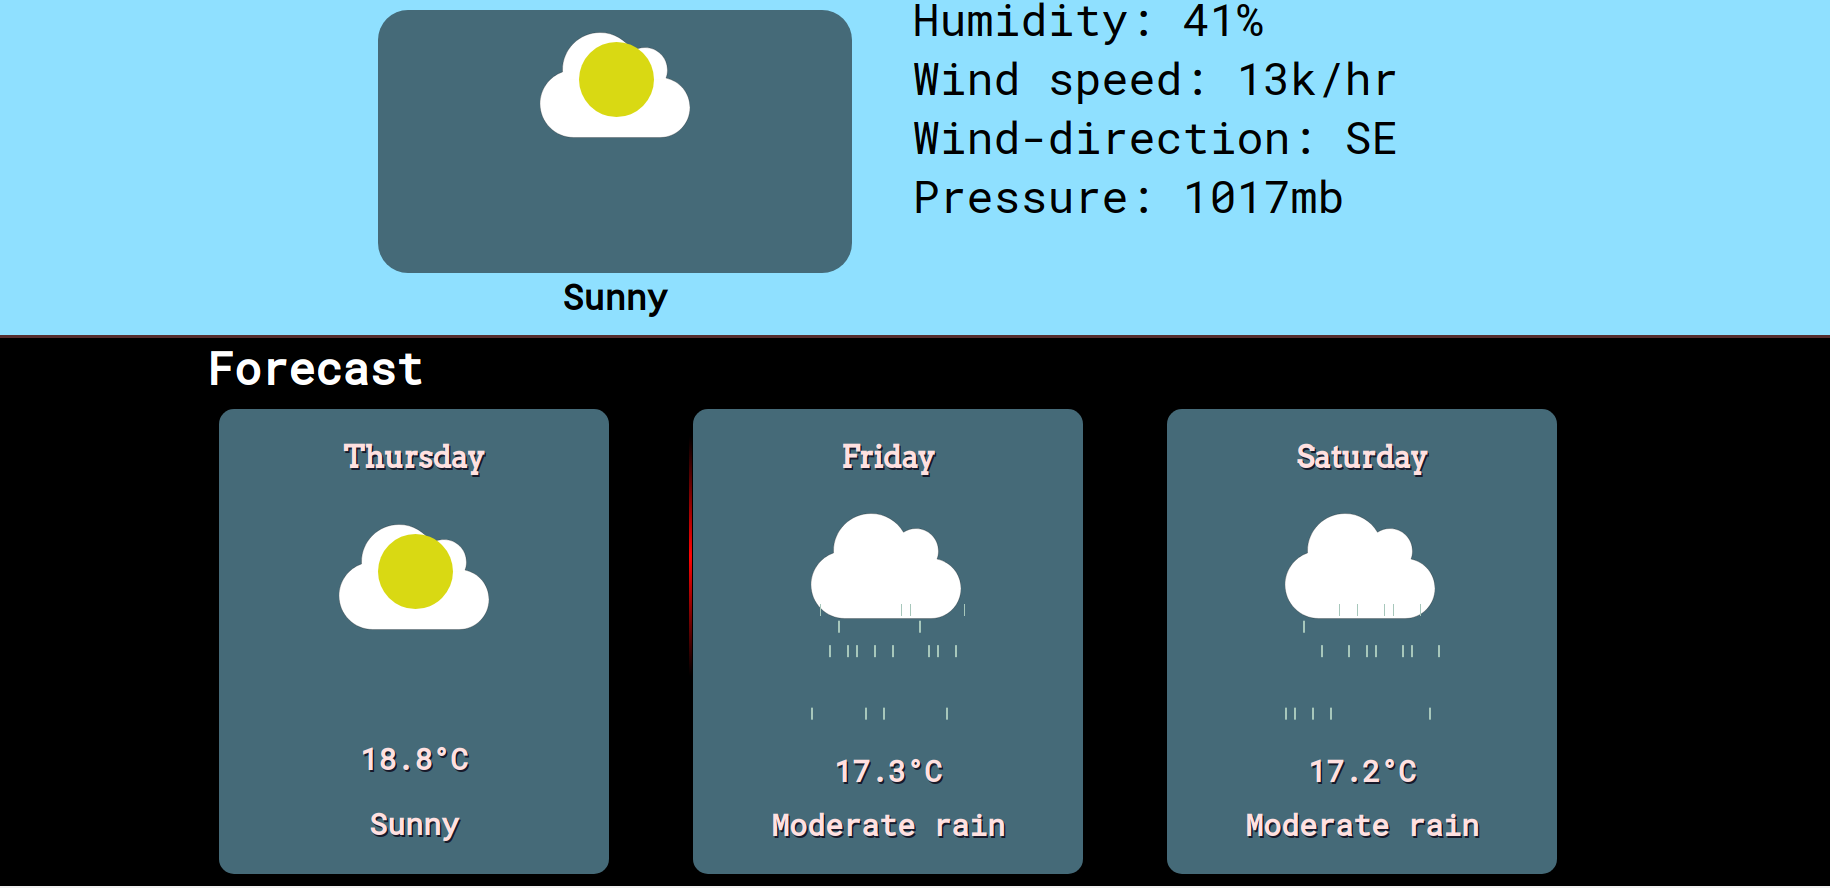 Humidity: 41%
Wind speed: 13k/hr
Wind-direction: SE
Pressure: 1017mb
Sunny
Forecast
Thursday
18.8°C
Sunny
Friday
17.3°C
Moderate rain
Saturday
17.2°C
Moderate rain